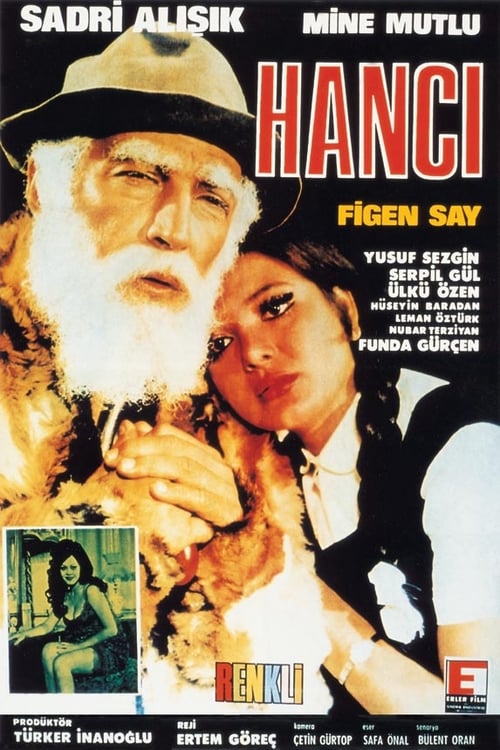 SADRİ ALIŞIK
MİNE MUTLU
HANCI
FİGEN SAY
YUSUF SEZGİN
SERPİL GÜL
ÜLKÜ ÖZEN
HÜSEYİN BARADAN
LEMAN ÖZTÜRK
NUBAR TERZİYAN
FUNDA GÜRÇEN
RENKLİ
E
ERLER FİLM
PRODÜKTÖR
TÜRKER İNANOĞLU
REJİ
ERTEM GÖREÇ
kamera
ÇETİN GÜRTOP
eser
SAFA ÖNAL
senaryo
BÜLENT ORAN